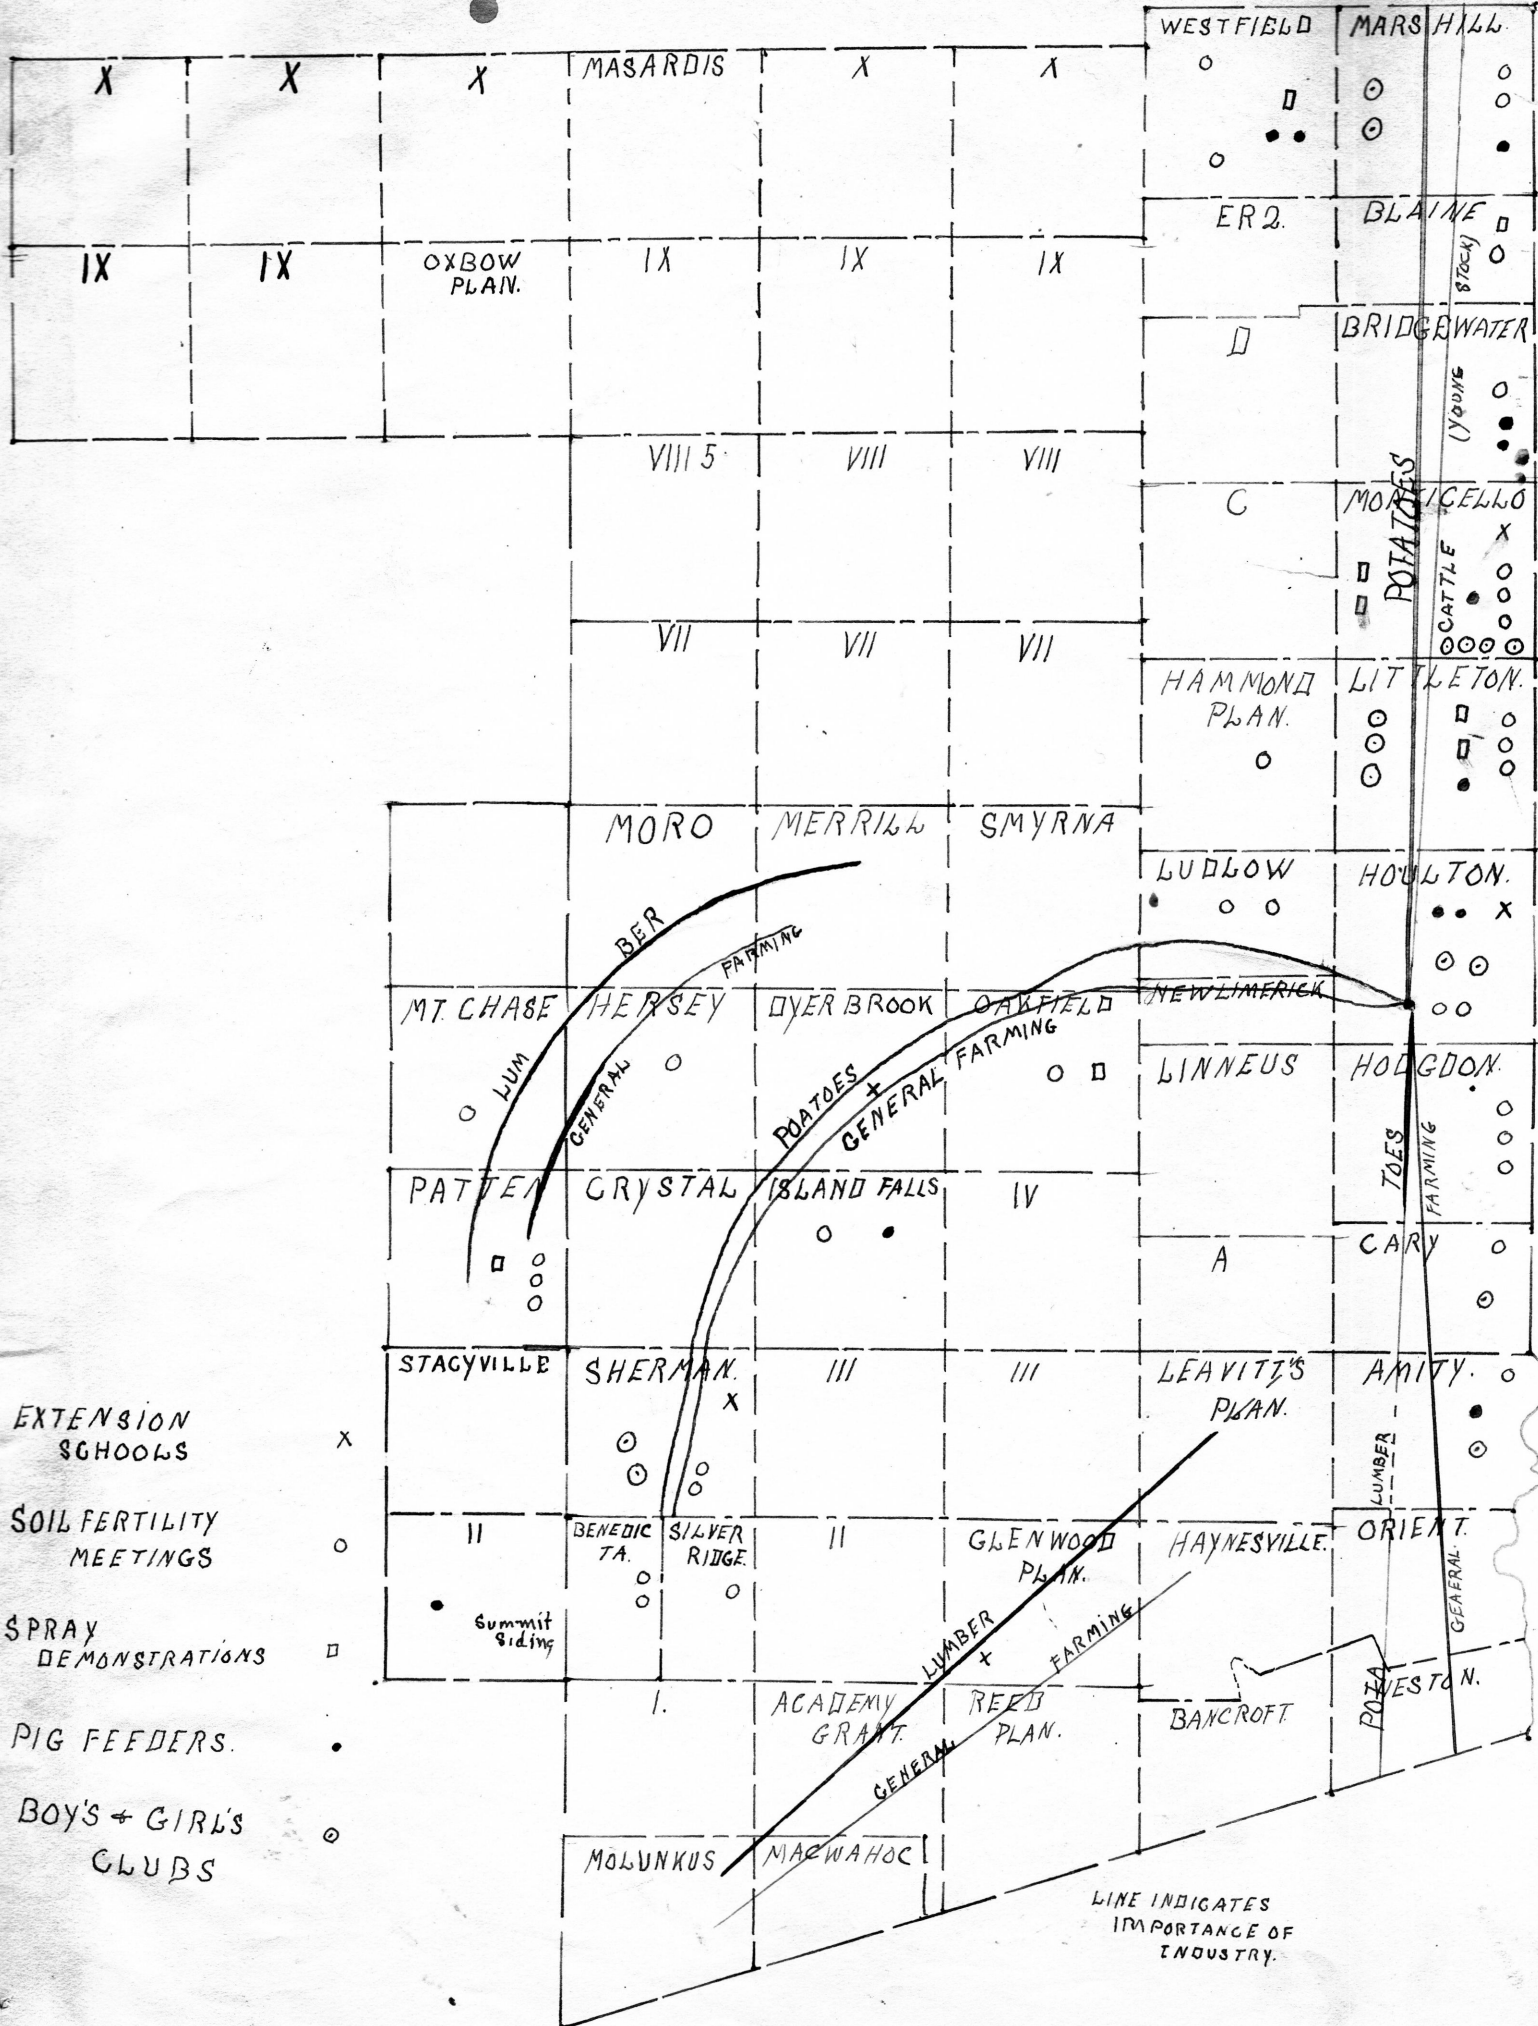 WESTFIELD
MARS HILL.
X
X
X
MASARDIS
X
X
ER2.
BLAINE
IX
IX
OXBOW
PLAN.
IX
IX
IX
STOCK)
D
BRIDGEWATER
(YOUNG
VIII 5
VIII
VIII
C
MONTICELLO
X
POTATOES
CATTLE
VII
VII
VII
HAMMOND
PLAN.
LITTLETON.
MORO
MERRILL
SMYRNA
LUDLOW
HOULTON.
X
BER
FARMING
MT. CHASE
HERSEY
DYER BROOK
OAKFIELD
NEW LIMERICK
LUM
GENERAL
POATOES
+
GENERAL FARMING
LINNEUS
HODGDON.
TOES
FARMING
PATTEN
CRYSTAL
ISLAND FALLS
IV
A
CARY
STACYVILLE
SHERMAN.
X
III
III
LEAVITT'S
PLAN.
AMITY.
EXTENSION
SCHOOLS X
LUMBER
SOIL FERTILITY
MEETINGS
II
BENEDIC
TA.
SILVER
RIDGE.
II
GLENWOOD
PLAN.
HAYNESVILLE.
ORIENT.
GEAERAL.
Summit
Siding
SPRAY
DEMONSTRATIONS
LUMBER
+
FARMING
1.
ACADEMY
GRANT.
REED
PLAN.
BANCROFT.
POTA
WESTON.
PIG FEEDERS.
GENERAL
BOY'S + GIRL'S
CLUBS
MOLUNKUS
MACWAHOC
LINE INDICATES
IMPORTANCE OF
INDUSTRY.